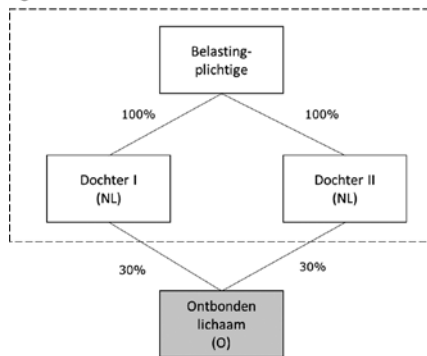 Belasting-
plichtige
100%
100%
Dochter I
(NL)
Dochter II
(NL)
30%
30%
Ontbonden
lichaam
(O)